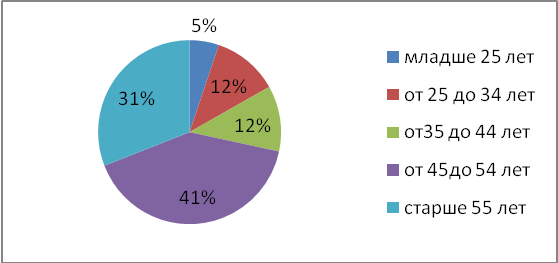 5%
12%
12%
41%
31%
младше 25 лет
от 25 до 34 лет
от35 до 44 лет
от 45до 54 лет
старше 55 лет